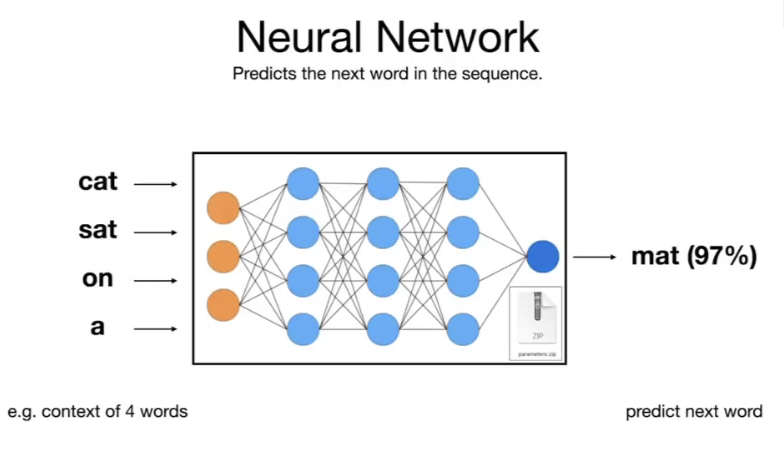 Neural Network
Predicts the next word in the sequence.
cat
sat
on
a
mat (97%)
ZIP
parameters.zip
e.g. context of 4 words
predict next word